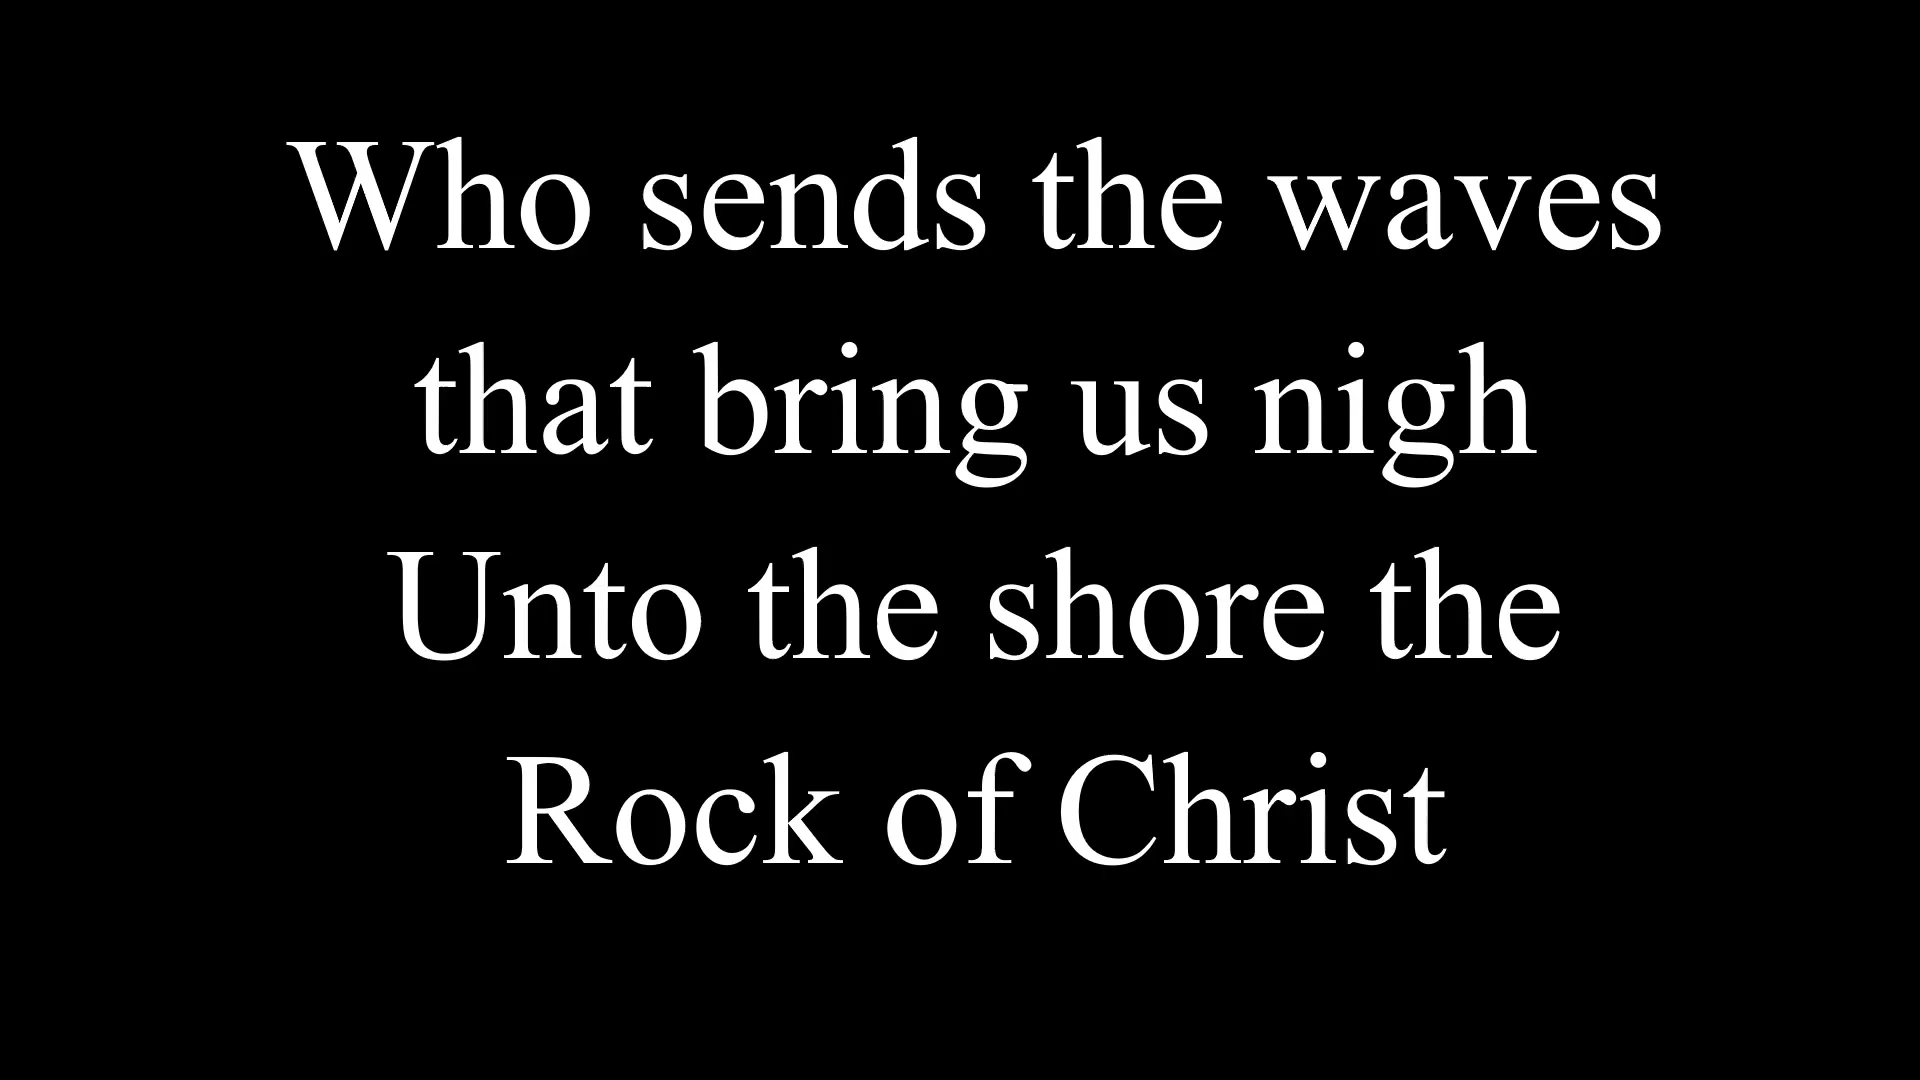 Who sends the waves
that bring us nigh
Unto the shore the
Rock of Christ